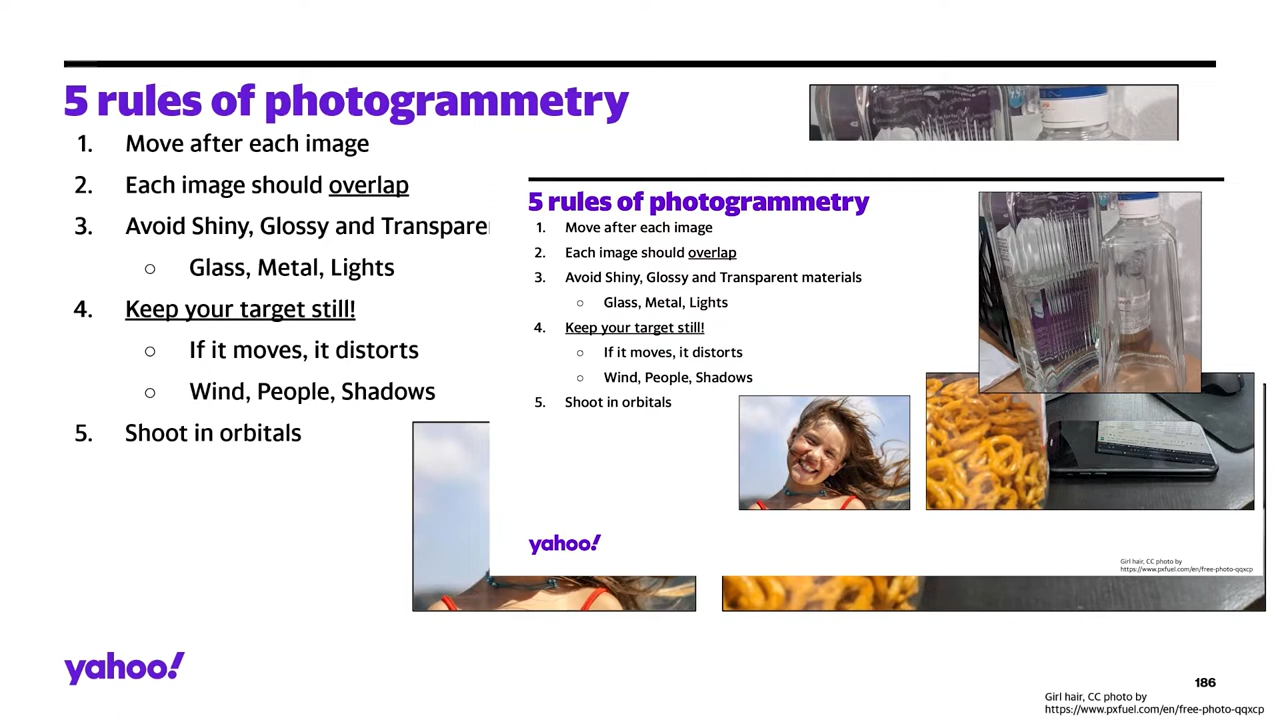 5 rules of photogrammetry
1. Move after each image
2. Each image should overlap
3. Avoid Shiny, Glossy and
○ Glass, Metal, Lights
4. Keep your target still!
○ If it moves, it distorts
○ Wind, People, Shadows
5. Shoot in orbitals
5 rules of photogrammetry
1. Move after each image
2. Each image should overlap
3. Avoid Shiny, Glossy and Transparent materials
○ Glass, Metal, Lights
4. Keep your target still!
○ If it moves, it distorts
○ Wind, People, Shadows
5. Shoot in orbitals
yahoo!
Girl hair, CC photo by
https://www.pxfuel.com/en/free-photo-qqxcp
yahoo!
186
Girl hair, CC photo by
https://www.pxfuel.com/en/free-photo-qqxcp